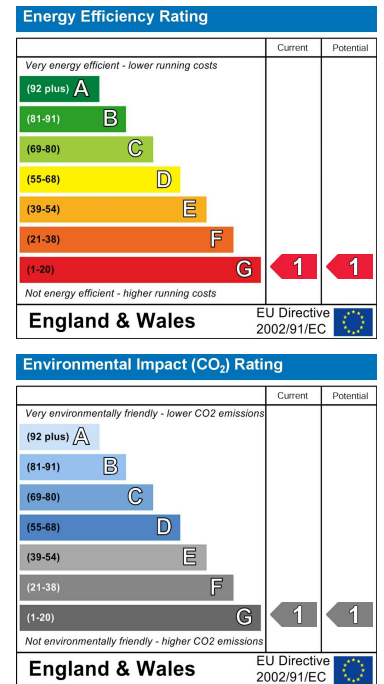 Energy Efficiency Rating
Current Potential
Very energy efficient - lower running costs
(92 plus) A
(81-91) B
(69-80) C
(55-68) D
(39-54) E
(21-38) F
(1-20) G 1 1
Not energy efficient - higher running costs
England & Wales
EU Directive
2002/91/EC
Environmental Impact (CO₂) Rating
Current Potential
Very environmentally friendly - lower CO2 emissions
(92 plus) A
(81-91) B
(69-80) C
(55-68) D
(39-54) E
(21-38) F
(1-20) G 1 1
Not environmentally friendly - higher CO2 emissions
England & Wales
EU Directive
2002/91/EC